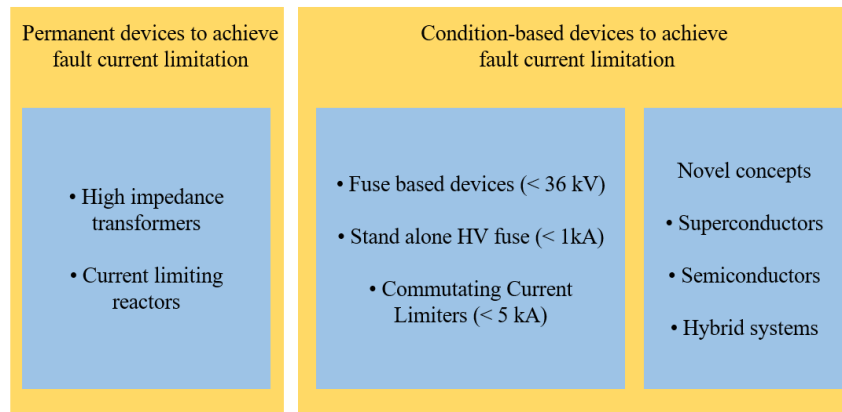 Permanent devices to achieve
fault current limitation
• High impedance
transformers
• Current limiting
reactors
Condition-based devices to achieve
fault current limitation
• Fuse based devices (< 36 kV)
• Stand alone HV fuse (< 1kA)
• Commutating Current
Limiters (< 5 kA)
Novel concepts
• Superconductors
• Semiconductors
• Hybrid systems